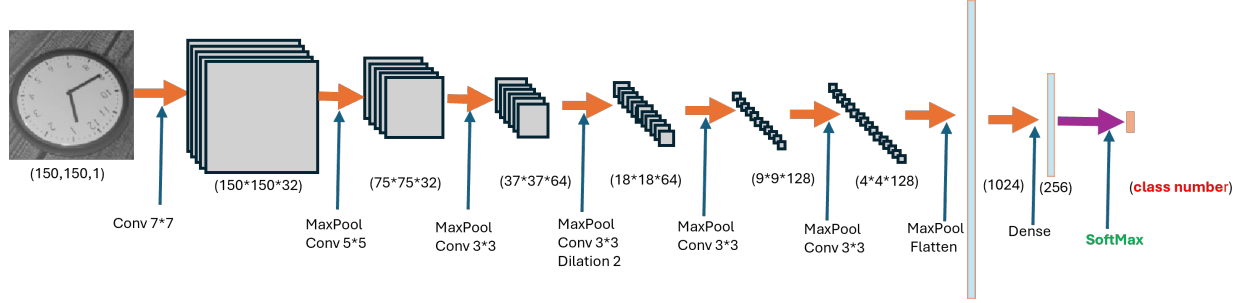 (150,150,1)
Conv 7*7
(150*150*32)
MaxPool
Conv 5*5
(75*75*32)
MaxPool
Conv 3*3
(37*37*64)
MaxPool
Conv 3*3
Dilation 2
(18*18*64)
MaxPool
Conv 3*3
(9*9*128)
MaxPool
Conv 3*3
(4*4*128)
MaxPool
Flatten
(1024)
Dense
(256)
SoftMax
(class number)